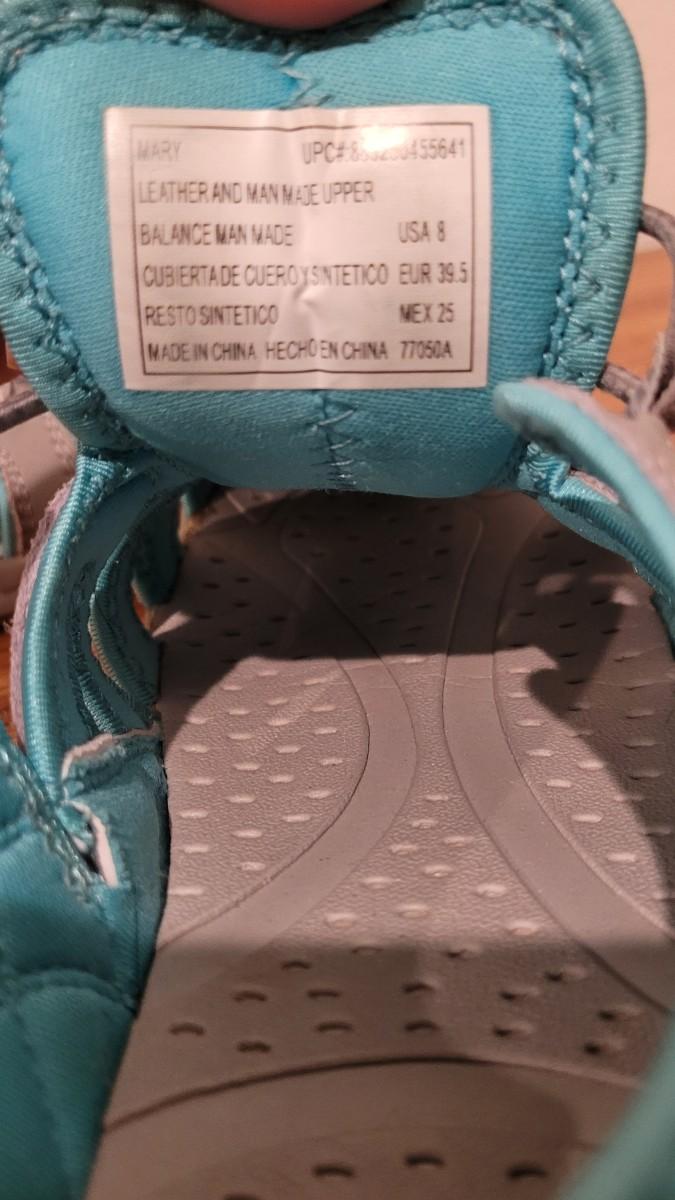 MARY
LEATHER AND MAN MADE UPPER
BALANCE MAN MADE USA 8
CUBIERTA DE CUERO Y SINTETICO EUR 39.5
RESTO SINTETICO MEX 25
MADE IN CHINA HECHO EN CHINA 77050A